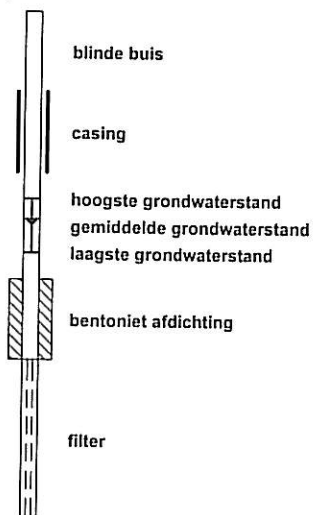 blinde buis
casing
hoogste grondwaterstand
gemiddelde grondwaterstand
laagste grondwaterstand
bentoniet afdichting
filter